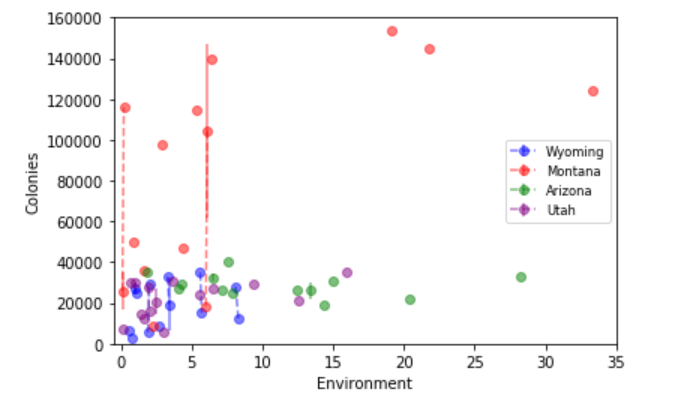 160000
140000
120000
100000
80000
60000
40000
20000
0
Colonies
Wyoming
Montana
Arizona
Utah
0 5 10 15 20 25 30 35
Environment